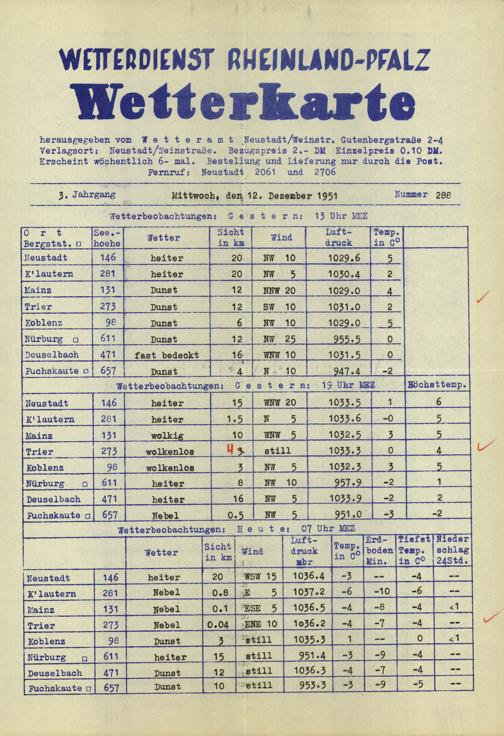 WETTERDIENST RHEINLAND-PFALZ
Wetterkarte
herausgegeben vom W e t t e r a m t Neustadt/Weinstr. Gutenbergstraße 2-4
Verlagsort: Neustadt/Weinstraße. Bezugspreis 2.- DM Einzelpreis 0.10 DM.
Erscheint wöchentlich 6- mal. Bestellung und Lieferung nur durch die Post.
Fernruf: Neustadt 2061 und 2706
3. Jahrgang Mittwoch, den 12. Dezember 1951 Nummer 288
Wetterbeobachtungen: G e s t e r n: 13 Uhr MEZ
O r t See.- Wetter Sicht Wind Luft- Temp.
Bergstat. □ hoehe in km druck in C°
Neustadt 146 heiter 20 NW 10 1029.6 5
K'lautern 281 heiter 20 NW 5 1030.4 2
Mainz 131 Dunst 12 NNW 20 1029.0 4
Trier 273 Dunst 12 SW 10 1031.0 2
Koblenz 98 Dunst 6 NW 10 1029.0 5
Nürburg □ 611 Dunst 12 NW 25 955.5 0
Deuselbach 471 fast bedeckt 16 WNW 10 1031.5 0
Fuchskaute □ 657 Dunst 4 N 10 947.4 -2
Wetterbeobachtungen: G e s t e r n: 19 Uhr MEZ Höchsttemp.
Neustadt 146 heiter 15 WNW 20 1033.5 1 6
K'lautern 281 heiter 1.5 N 5 1033.6 -0 5
Mainz 131 wolkig 10 WNW 5 1032.5 3 5
Trier 273 wolkenlos 4 still 1033.3 0 4
Koblenz 98 wolkenlos 3 NW 5 1032.3 3 5
Nürburg □ 611 heiter 8 NW 10 957.9 -2 1
Deuselbach 471 heiter 16 NW 5 1033.9 -2 2
Fuchskaute □ 657 Nebel 0.5 NW 5 951.0 -3 -2
Wetterbeobachtungen: H e u t e: 07 Uhr MEZ
Wetter Sicht in km Wind Luft- druck mbr Temp. in C° Erd- boden Min. Tiefst Temp. in C° Nieder schlag 24Std.
Neustadt 146 heiter 20 WSW 15 1036.4 -3 -- -4 --
K'lautern 281 Nebel 0.8 E 5 1037.2 -6 -10 -6 --
Mainz 131 Nebel 0.1 ESE 5 1036.5 -4 -8 -4 <1
Trier 273 Nebel 0.04 ENE 10 1036.2 -4 -7 -4 --
Koblenz 98 Dunst 3 still 1035.3 1 -- 0 <1
Nürburg □ 611 heiter 15 still 951.4 -3 -9 -4 --
Deuselbach 471 Dunst 12 still 1036.3 -4 -7 -4 --
Fuchskaute □ 657 Dunst 10 still 953.3 -3 -9 -5 --